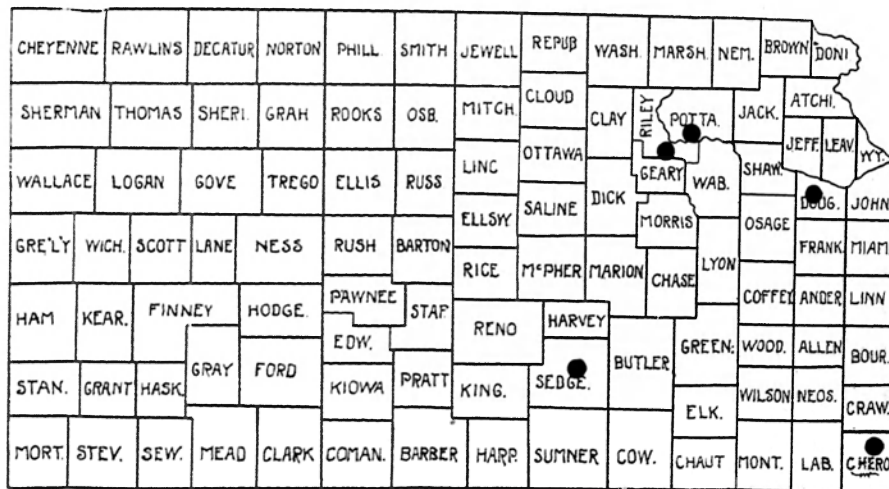 CHEYENNE RAWLINS DECATUR NORTON PHILL. SMITH JEWELL REPUB WASH. MARSH. NEM. BROWN DONI
SHERMAN THOMAS SHERI. GRAH ROOKS OSB. MITCH. CLOUD CLAY RILEY POTTA. JACK. ATCHI.
JEFF. LEAV. WY.
WALLACE LOGAN GOVE TREGO ELLIS RUSS LINC OTTAWA DICK GEARY WAB. SHAW. DOUG. JOHN.
GRE'L'Y WICH. SCOTT LANE NESS RUSH BARTON ELLSW. SALINE MORRIS OSAGE FRANK. MIAM
RICE McPHER MARION CHASE LYON
HAM KEAR. FINNEY HODGE. PAWNEE STAF. RENO HARVEY COFFEY ANDER. LINN
GRAY FORD EDW. SEDGE. BUTLER GREEN. WOOD. ALLEN BOUR.
STAN. GRANT HASK. KIOWA PRATT KING. ELK. WILSON NEOS. CRAW.
MORT. STEV. SEW. MEAD CLARK COMAN. BARBER HARP. SUMNER COW. CHAUT MONT. LAB. CHERO